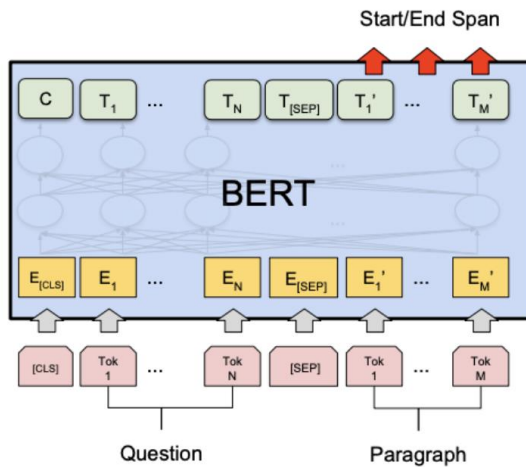 Start/End Span
C T1 ... TN T[SEP] T1' ... TM'
BERT
E[CLS] E1 ... EN E[SEP] E1' ... EM'
[CLS] Tok 1 ... Tok N [SEP] Tok 1 ... Tok M
Question Paragraph